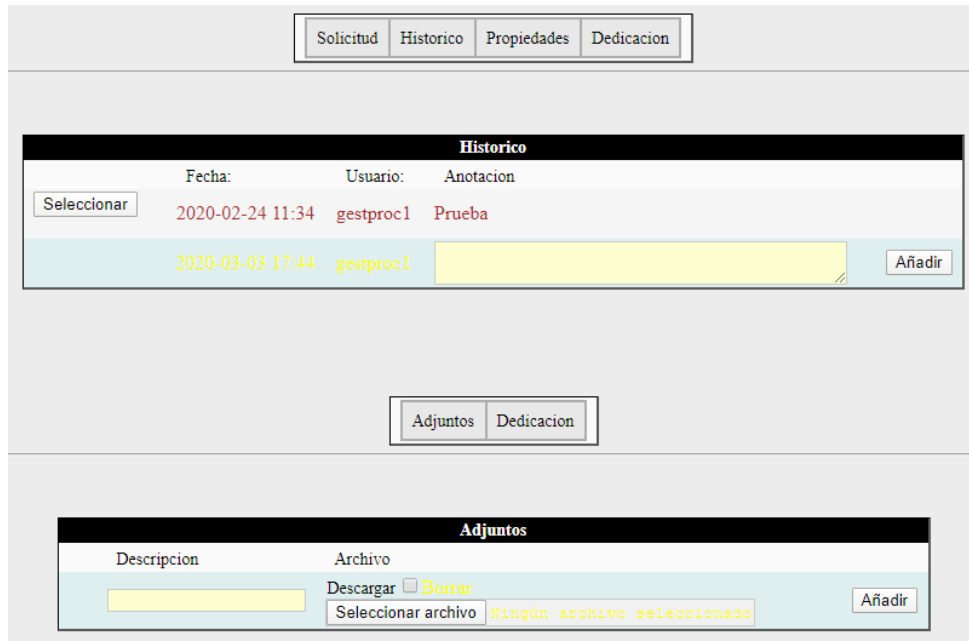 Solicitud Historico Propiedades Dedicacion
Historico
Fecha: Usuario: Anotacion
Seleccionar 2020-02-24 11:34 gestproc1 Prueba
2020-03-03 17:44 gestproc1 Añadir
Adjuntos Dedicacion
Adjuntos
Descripcion Archivo
Descargar Borrar
Seleccionar archivo Ningún archivo seleccionado Añadir